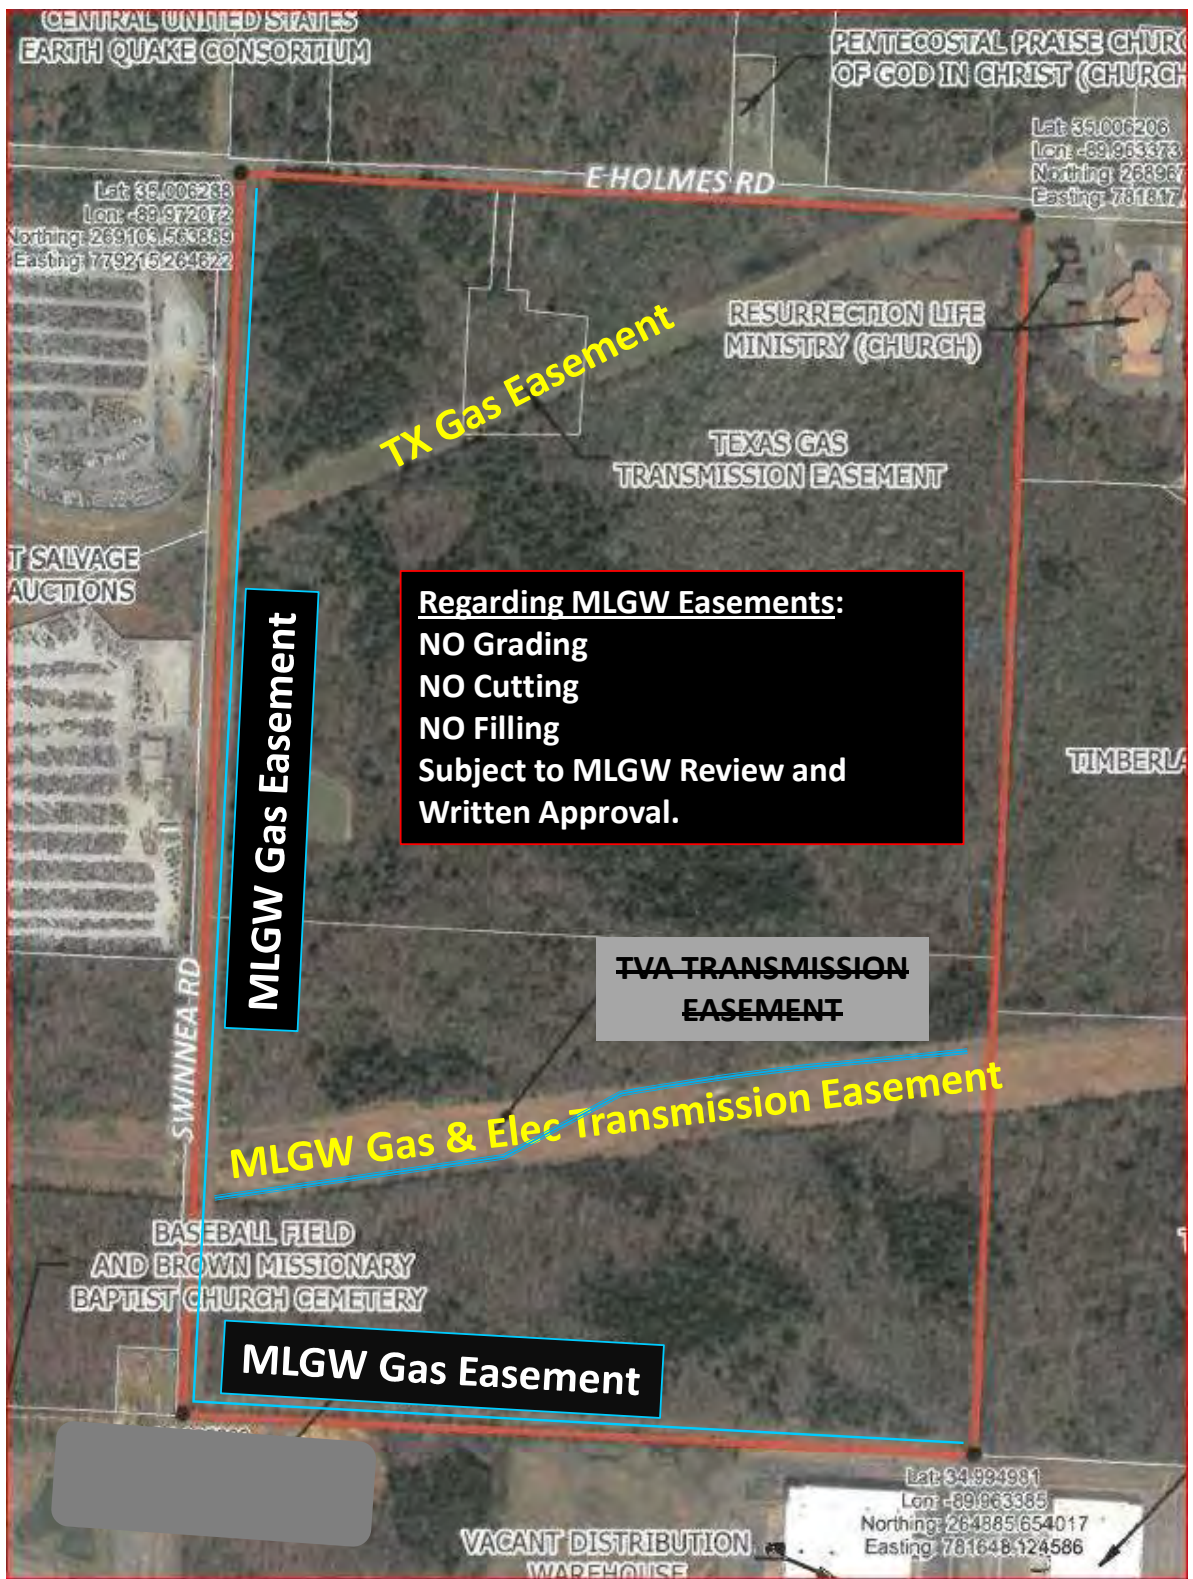 CENTRAL UNITED STATES
EARTH QUAKE CONSORTIUM
PENTECOSTAL PRAISE
OF GOD IN CHRIST (CHURCH
Lat: 35.006206
Lon: -89.963373
Northing: 26896
Easting: 781817
E HOLMES RD
Lat: 35.006288
Lon: -89.972072
Northing: 269103.563889
Easting: 779215.264622
RESURRECTION LIFE
MINISTRY (CHURCH)
TX Gas Easement
TEXAS GAS
TRANSMISSION EASEMENT
T SALVAGE
AUCTIONS
MLGW Gas Easement
Regarding MLGW Easements:
NO Grading
NO Cutting
NO Filling
Subject to MLGW Review and
Written Approval.
SWINNEA RD
TVA TRANSMISSION
EASEMENT
MLGW Gas & Elec Transmission Easement
BASEBALL FIELD
AND BROWN MISSIONARY
BAPTIST CHURCH CEMETERY
MLGW Gas Easement
Lat: 34.994981
Lon: -89.963385
Northing: 264885.654017
Easting: 781648.124586
VACANT DISTRIBUTION
WAREHOUSE